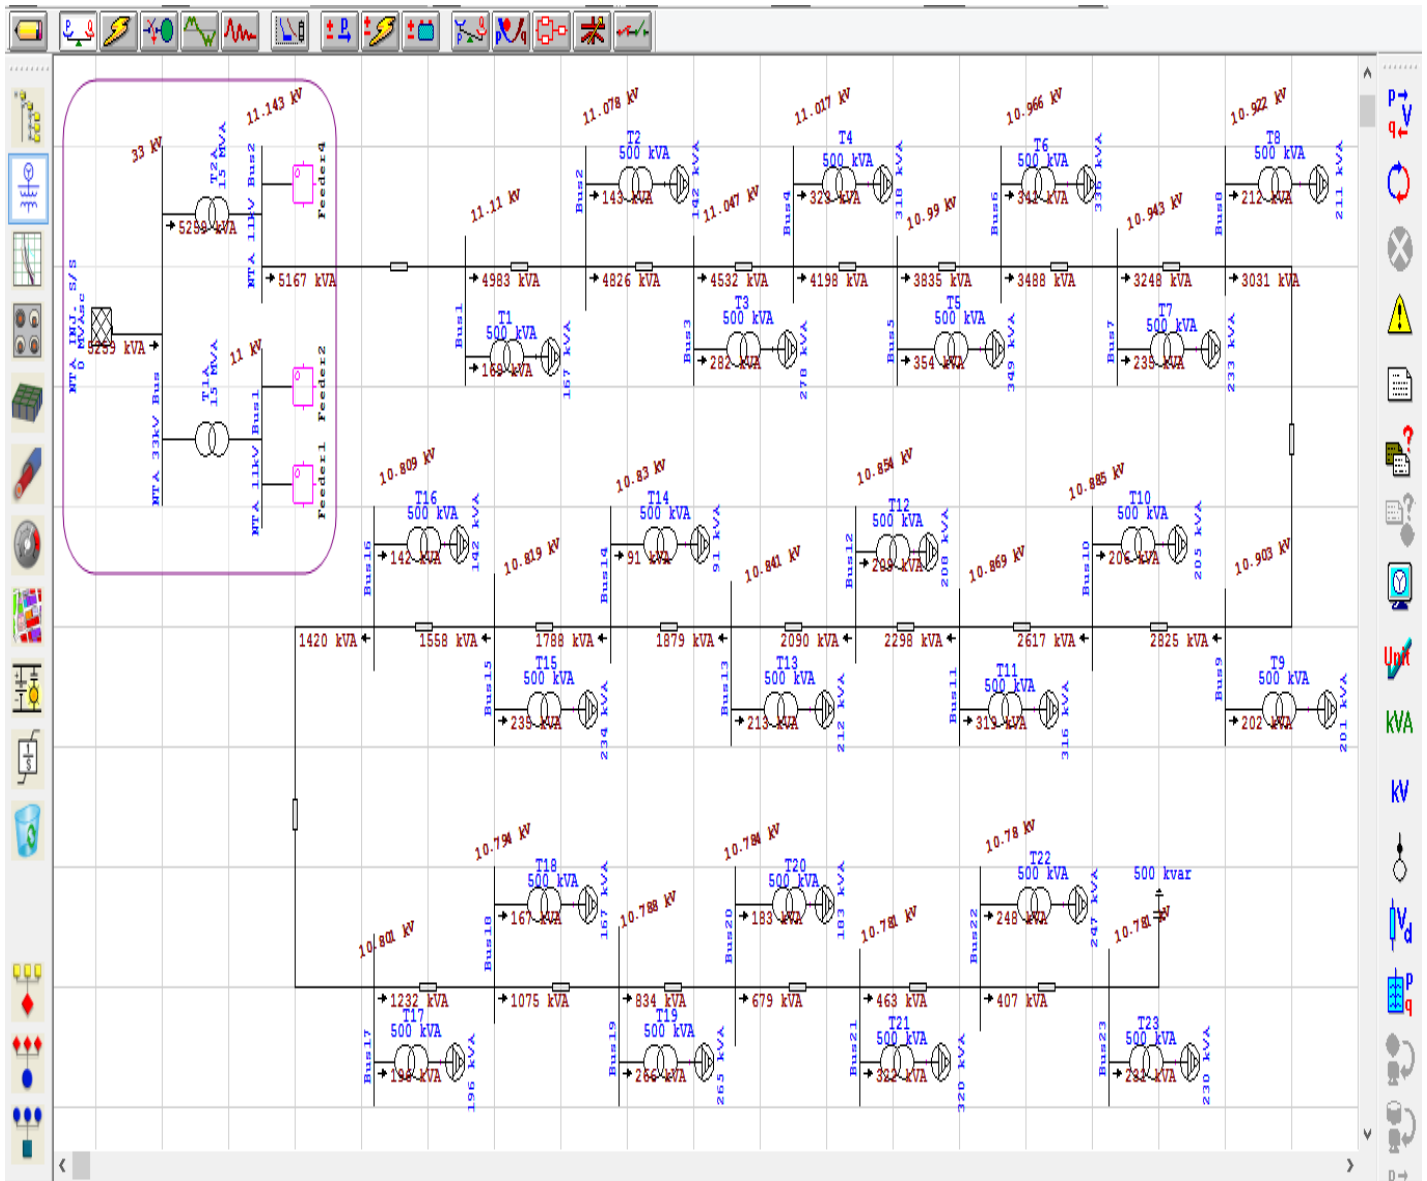 33 kV
T2A
15 MVA
11.143 kV
NTA 11kV Bus2
Feeder4
5259 kVA
5167 kVA
NTA INJ. S/S
0 MVAsc
5259 kVA
NTA 33kV Bus
T1A
15 MVA
11 kV
NTA 11kV Bus1
Feeder2
Feeder1
11.11 kV
Bus1
4983 kVA
T1
500 kVA
169 kVA
167 kVA
11.078 kV
Bus2
T2
500 kVA
143 kVA
142 kVA
4826 kVA
11.047 kV
Bus3
4532 kVA
T3
500 kVA
282 kVA
278 kVA
11.017 kV
Bus4
T4
500 kVA
323 kVA
318 kVA
4198 kVA
10.99 kV
Bus5
3835 kVA
T5
500 kVA
354 kVA
349 kVA
10.966 kV
Bus6
T6
500 kVA
342 kVA
336 kVA
3488 kVA
10.943 kV
Bus7
3248 kVA
T7
500 kVA
235 kVA
233 kVA
10.922 kV
Bus8
T8
500 kVA
212 kVA
211 kVA
3031 kVA
10.903 kV
Bus9
2825 kVA
T9
500 kVA
202 kVA
201 kVA
10.885 kV
Bus10
T10
500 kVA
206 kVA
205 kVA
2617 kVA
10.869 kV
Bus11
2298 kVA
T11
500 kVA
319 kVA
316 kVA
10.854 kV
Bus12
T12
500 kVA
208 kVA
2090 kVA
10.841 kV
Bus13
1879 kVA
T13
500 kVA
213 kVA
212 kVA
10.83 kV
Bus14
T14
500 kVA
91 kVA
91 kVA
1788 kVA
10.819 kV
Bus15
1558 kVA
T15
500 kVA
235 kVA
234 kVA
10.809 kV
Bus16
T16
500 kVA
142 kVA
142 kVA
1420 kVA
10.801 kV
Bus17
1232 kVA
T17
500 kVA
196 kVA
10.794 kV
Bus18
T18
500 kVA
167 kVA
167 kVA
1075 kVA
10.788 kV
Bus19
834 kVA
T19
500 kVA
266 kVA
265 kVA
10.784 kV
Bus20
T20
500 kVA
183 kVA
183 kVA
679 kVA
10.781 kV
Bus21
463 kVA
T21
500 kVA
322 kVA
320 kVA
10.78 kV
Bus22
T22
500 kVA
248 kVA
247 kVA
407 kVA
500 kvar
10.781 kV
Bus23
T23
500 kVA
230 kVA
Unit
kVA
kV
Vd